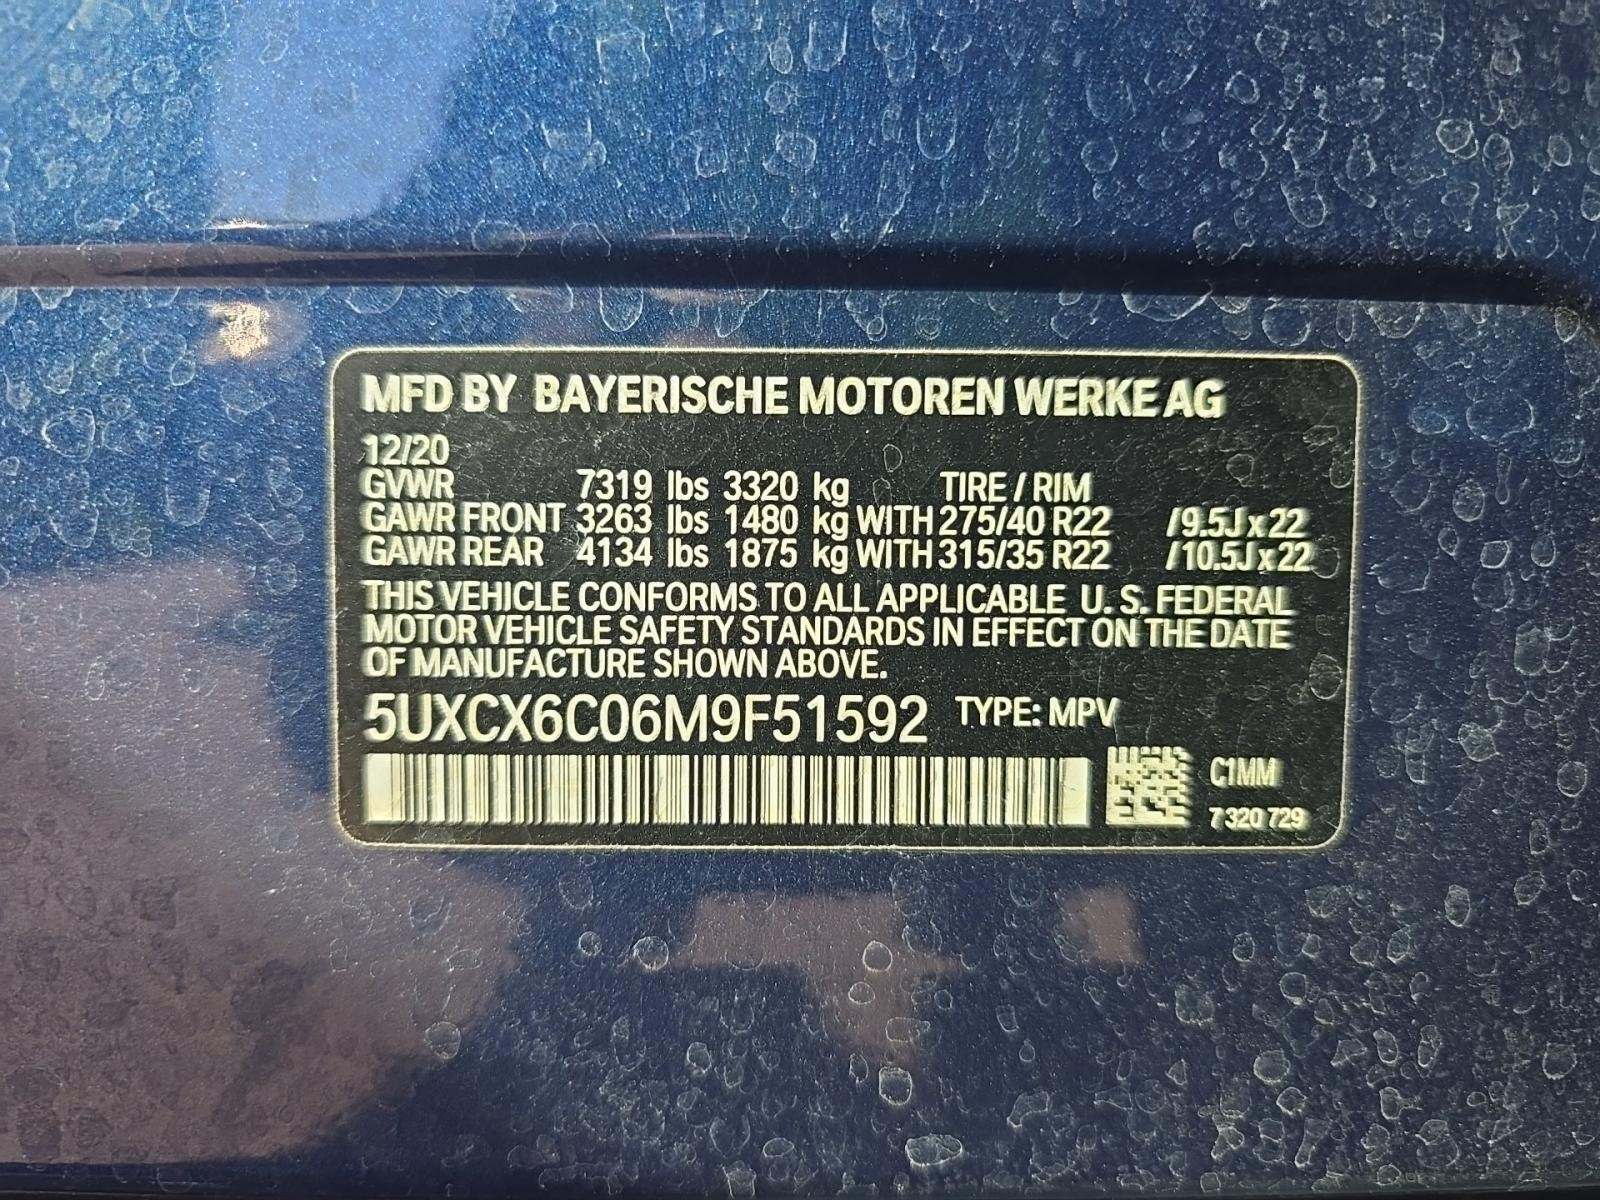 MFD BY BAYERISCHE MOTOREN WERKE AG
12/20
GVWR 7319 lbs 3320 kg TIRE / RIM
GAWR FRONT 3263 lbs 1480 kg WITH 275/40 R22 /9.5J x 22
GAWR REAR 4134 lbs 1875 kg WITH 315/35 R22 /10.5J x 22
THIS VEHICLE CONFORMS TO ALL APPLICABLE U. S. FEDERAL
MOTOR VEHICLE SAFETY STANDARDS IN EFFECT ON THE DATE
OF MANUFACTURE SHOWN ABOVE.
5UXCX6C06M9F51592 TYPE: MPV
C1MM
7 320 729